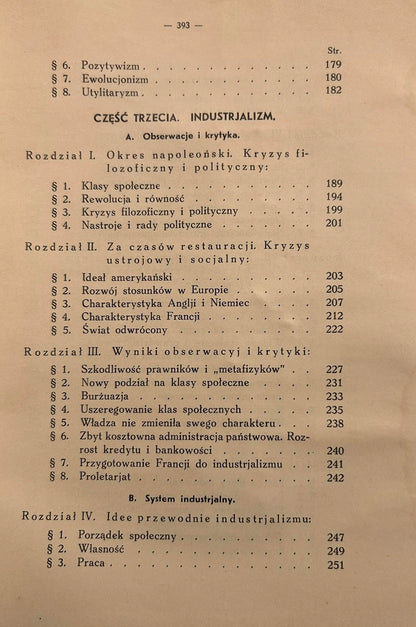 — 393 —
Str.
§ 6. Pozytywizm . . . . . . . . . . . . 179
§ 7. Ewolucjonizm . . . . . . . . . . . 180
§ 8. Utylitaryzm . . . . . . . . . . . . 182
CZĘŚĆ TRZECIA. INDUSTRJALIZM.
A. Obserwacje i krytyka.
Rozdział I. Okres napoleoński. Kryzys fi-
lozoficzny i polityczny:
§ 1. Klasy społeczne . . . . . . . . . . 189
§ 2. Rewolucja i równość . . . . . . . . 194
§ 3. Kryzys filozoficzny i polityczny . . . . . 199
§ 4. Nastroje i rady polityczne . . . . . . . 201
Rozdział II. Za czasów restauracji. Kryzys
ustrojowy i socjalny:
§ 1. Ideał amerykański . . . . . . . . . . 203
§ 2. Rozwój stosunków w Europie . . . . . . 205
§ 3. Charakterystyka Anglji i Niemiec . . . . 207
§ 4. Charakterystyka Francji . . . . . . . . 212
§ 5. Świat odwrócony . . . . . . . . . . 222
Rozdział III. Wyniki obserwacyj i krytyki:
§ 1. Szkodliwość prawników i „metafizyków" . . 227
§ 2. Nowy podział na klasy społeczne . . . . 231
§ 3. Burżuazja . . . . . . . . . . . . 233
§ 4. Uszeregowanie klas społecznych . . . . . 235
§ 5. Władza nie zmieniła swego charakteru . . . 238
§ 6. Zbyt kosztowna administracja państwowa. Roz-
rost kredytu i bankowości . . . . . . . 240
§ 7. Przygotowanie Francji do industrjalizmu . . 241
§ 8. Proletarjat . . . . . . . . . . . . 242
B. System industrjalny.
Rozdział IV. Idee przewodnie industrjalizmu:
§ 1. Porządek społeczny . . . . . . . . . 247
§ 2. Własność . . . . . . . . . . . . . 249
§ 3. Praca . . . . . . . . . . . . . . 251